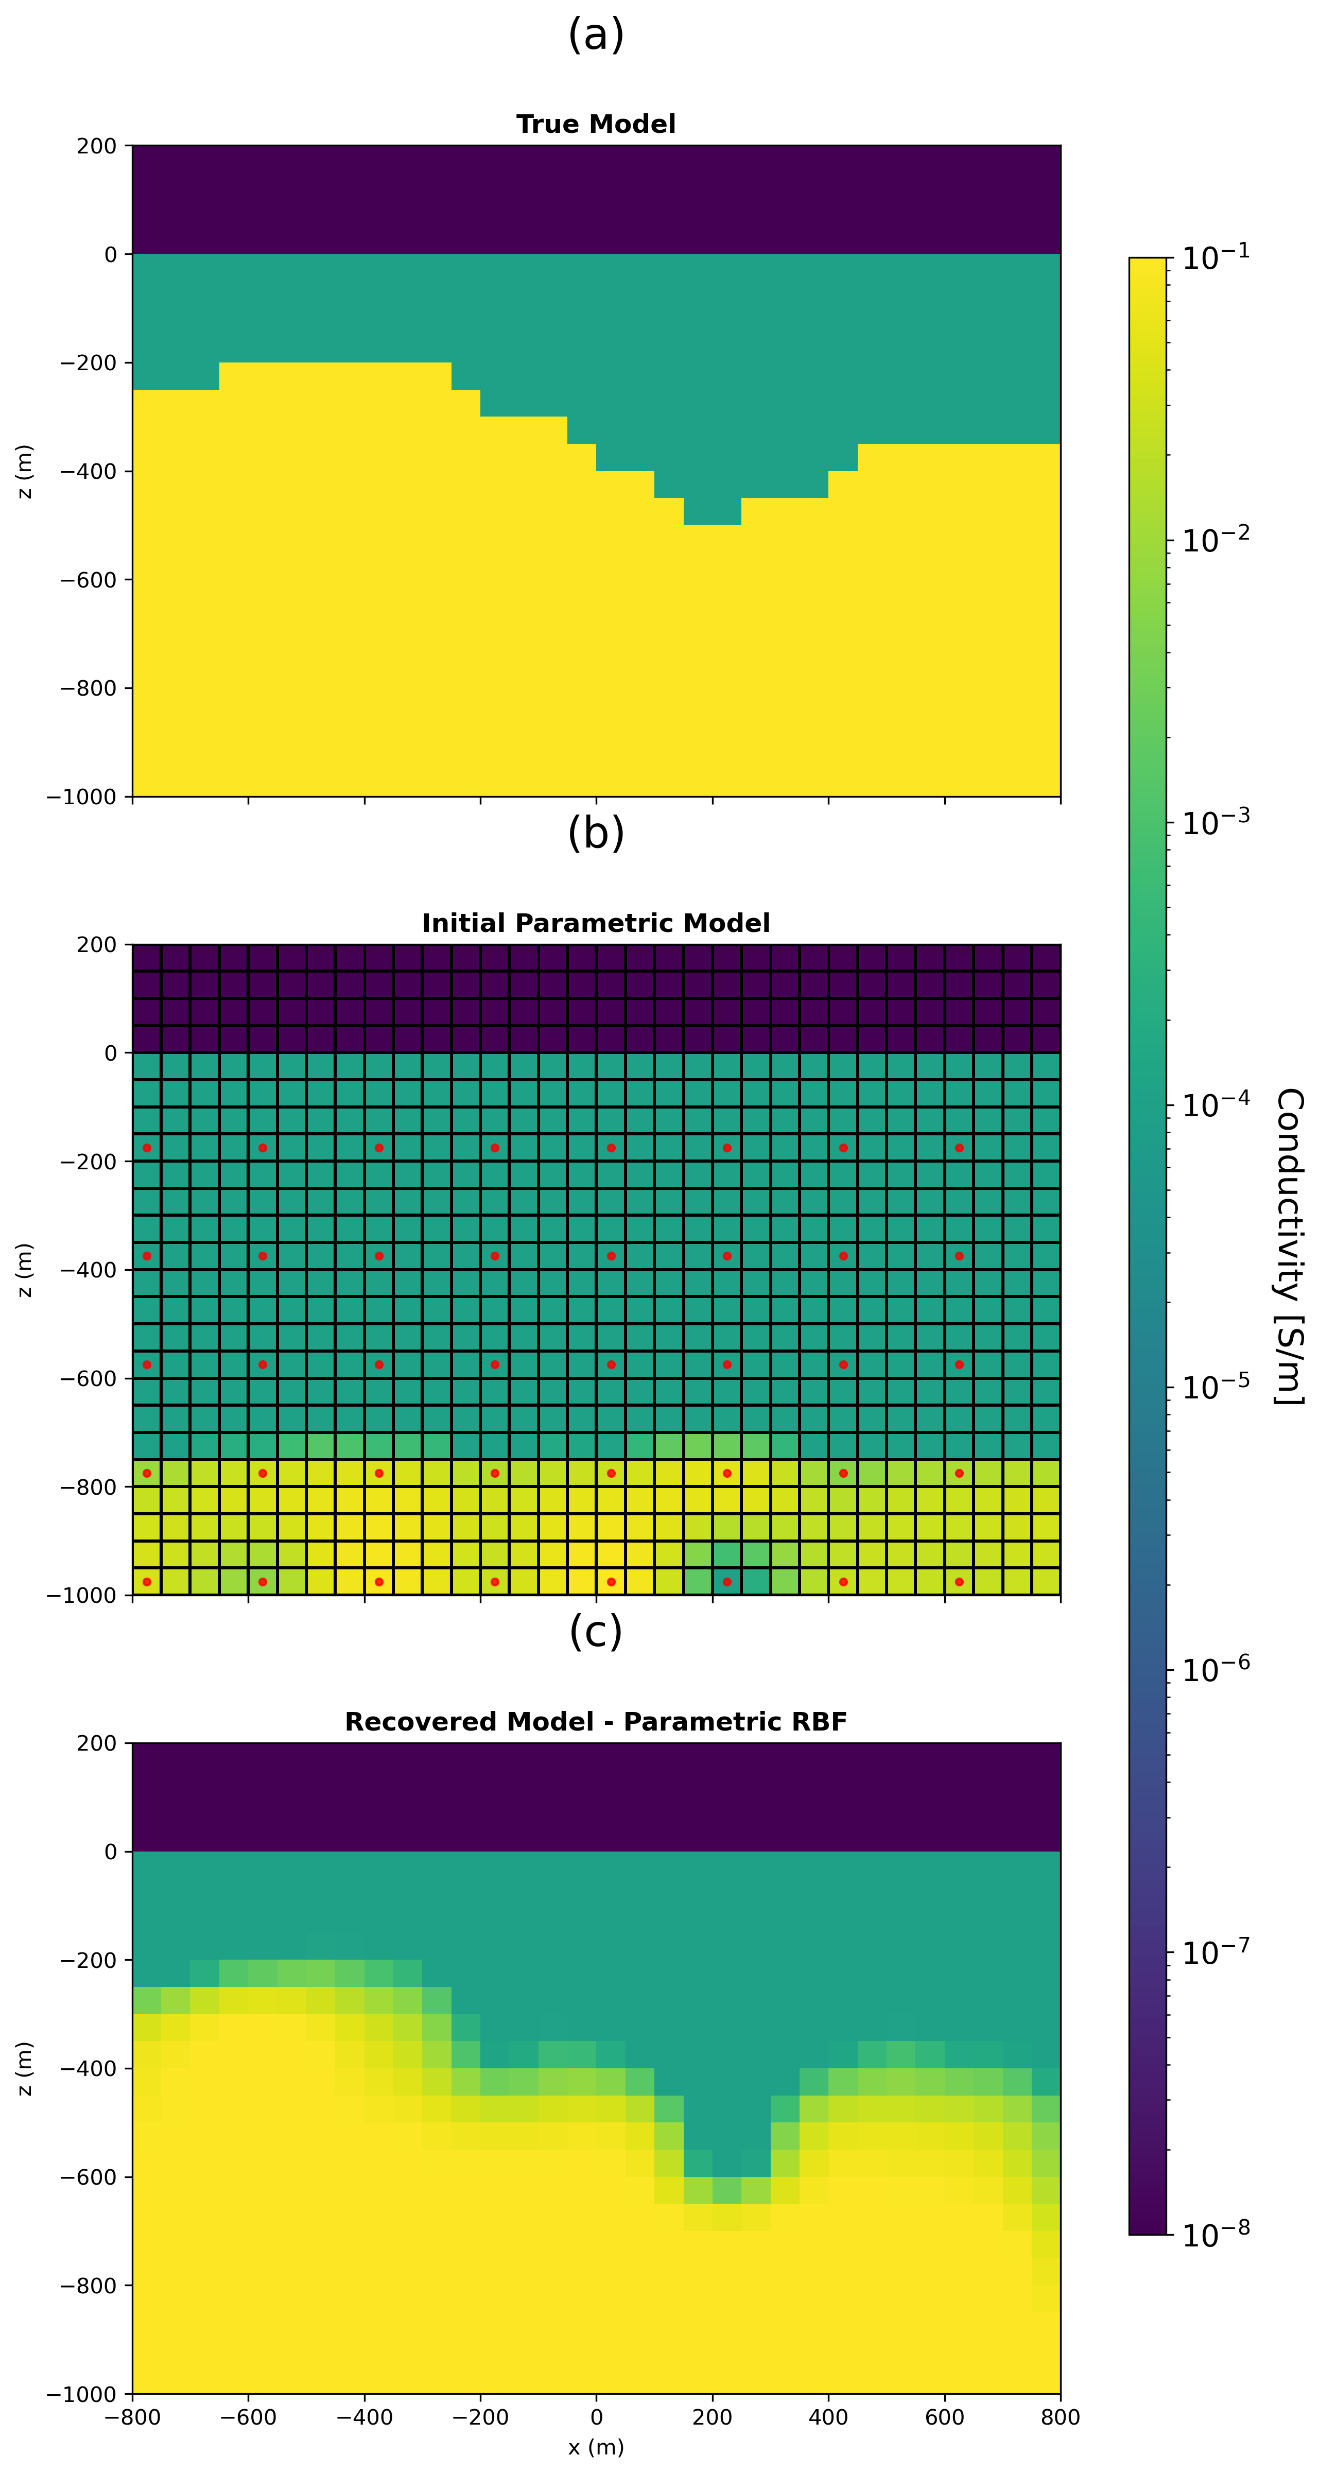 (a)
True Model
200
0
−200
−400
−600
−800
−1000
z (m)
(b)
Initial Parametric Model
200
0
−200
−400
−600
−800
−1000
z (m)
(c)
Recovered Model - Parametric RBF
200
0
−200
−400
−600
−800
−1000
z (m)
−800 −600 −400 −200 0 200 400 600 800
x (m)
10⁻¹
10⁻²
10⁻³
10⁻⁴
10⁻⁵
10⁻⁶
10⁻⁷
10⁻⁸
Conductivity [S/m]